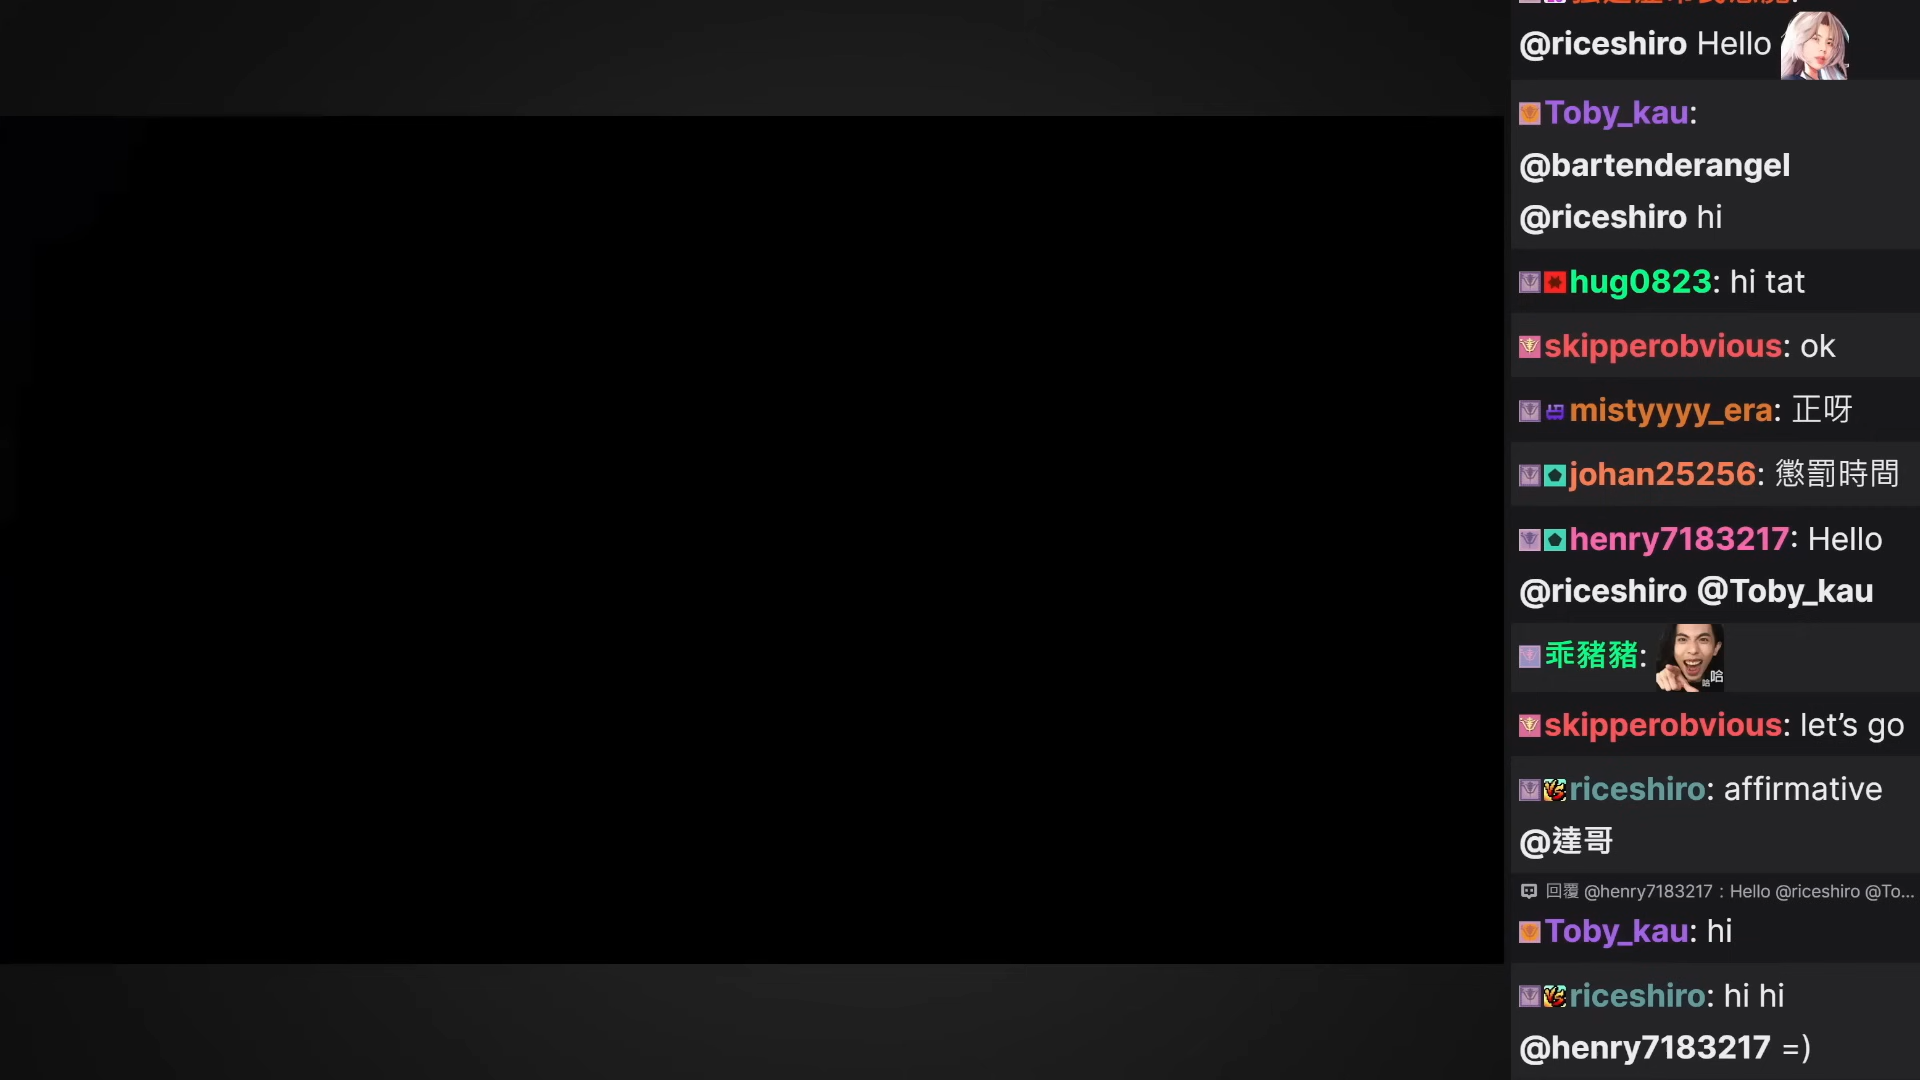 @riceshiro Hello
Toby_kau:
@bartenderangel
@riceshiro hi
hug0823: hi tat
skipperobvious: ok
mistyyyy_era: 正呀
johan25256: 懲罰時間
henry7183217: Hello
@riceshiro @Toby_kau
乖豬豬: 哈哈
skipperobvious: let’s go
riceshiro: affirmative
@達哥
回覆 @henry7183217：Hello @riceshiro @To...
Toby_kau: hi
riceshiro: hi hi
@henry7183217 =)